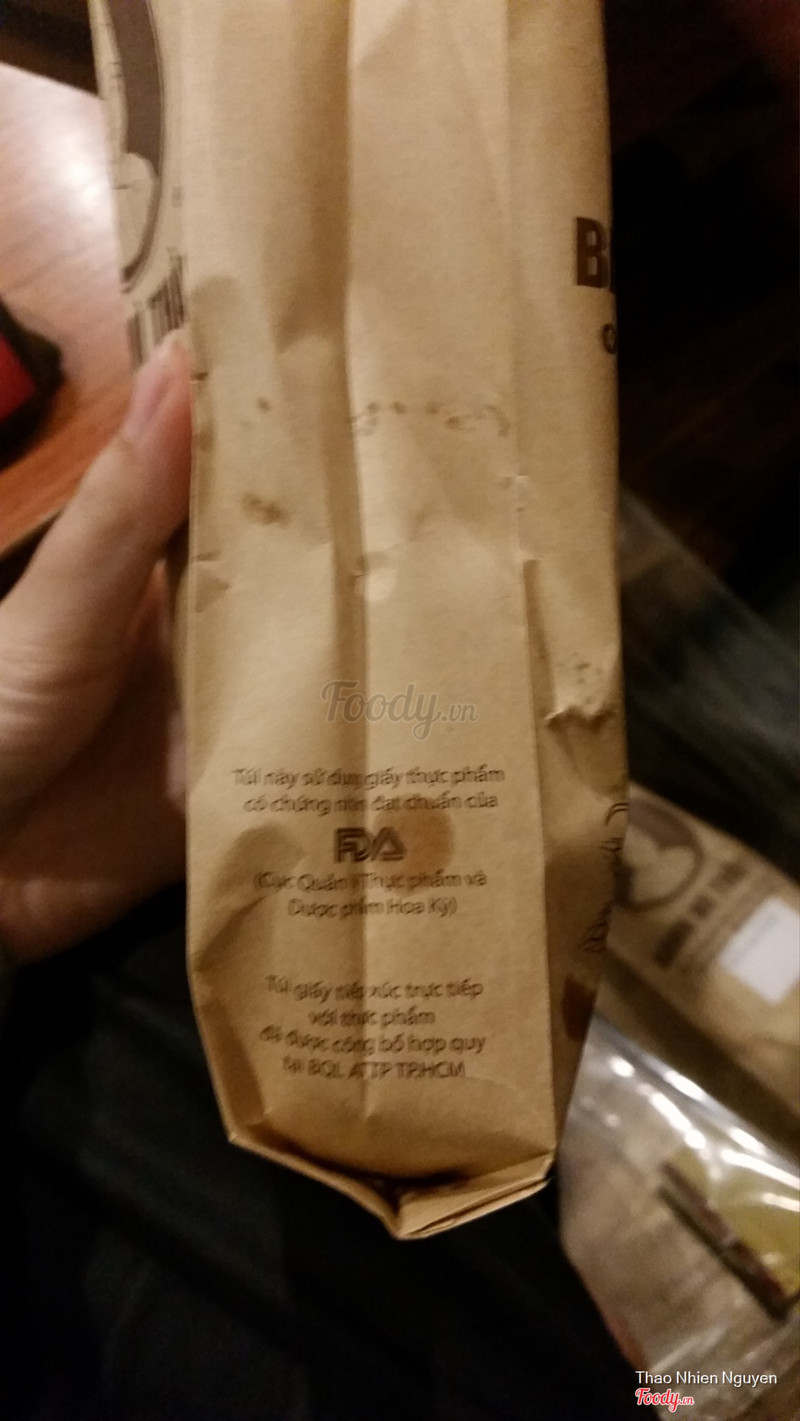 B
Foody.vn
Túi này sử dụng giấy thực phẩm
có chứng nhận đạt chuẩn của
FDA
(Cục Quản lý Thực phẩm và
Dược phẩm Hoa Kỳ)
Túi giấy tiếp xúc trực tiếp
với thực phẩm
đã được công bố hợp quy
tại BQL ATTP TP.HCM
Thao Nhien Nguyen
Foody.vn